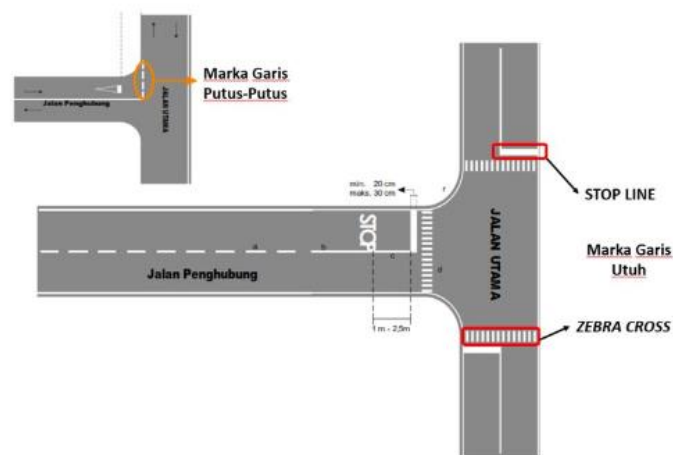 Marka Garis
Putus-Putus
Jalan Penghubung
JALAN UTAMA
min. 20 cm
maks. 30 cm
r
STOP
a
b
c
d
Jalan Penghubung
1 m - 2,5m
JALAN UTAMA
STOP LINE
Marka Garis
Utuh
ZEBRA CROSS